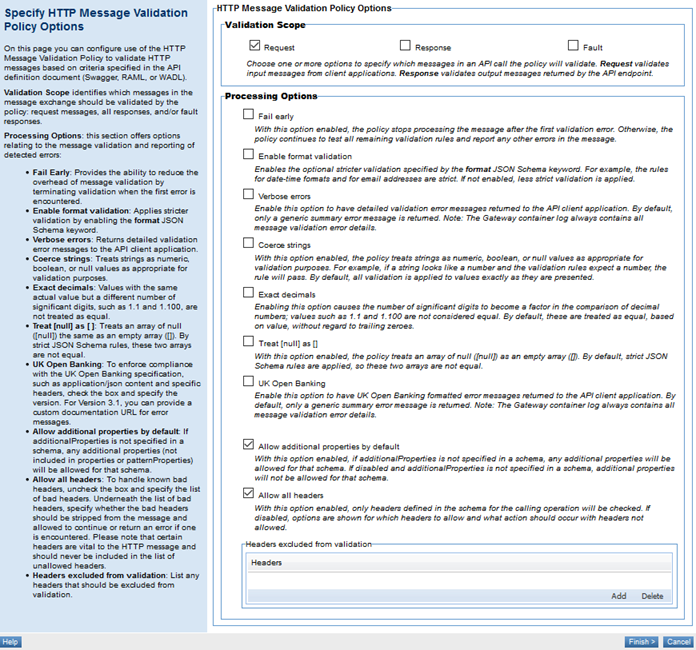 Specify HTTP Message Validation
Policy Options
On this page you can configure use of the HTTP
Message Validation Policy to validate HTTP
messages based on criteria specified in the API
definition document (Swagger, RAML, or WADL).
Validation Scope identifies which messages in the
message exchange should be validated by the
policy: request messages, all responses, and/or fault
responses.
Processing Options: this section offers options
relating to the message validation and reporting of
detected errors:
• Fail Early: Provides the ability to reduce the
overhead of message validation by
terminating validation when the first error is
encountered.
• Enable format validation: Applies stricter
validation by enabling the format JSON
Schema keyword.
• Verbose errors: Returns detailed validation
error messages to the API client application.
• Coerce strings: Treats strings as numeric,
boolean, or null values as appropriate for
validation purposes.
• Exact decimals: Values with the same
actual value but a different number of
significant digits, such as 1.1 and 1.100, are
not treated as equal.
• Treat [null] as [ ]: Treats an array of null
([null]) the same as an empty array ([]). By
strict JSON Schema rules, these two arrays
are not equal.
• UK Open Banking: To enforce compliance
with the UK Open Banking specification,
such as application/json content and specific
headers, check the box and specify the
version. For Version 3.1, you can provide a
custom documentation URL for error
messages.
• Allow additional properties by default: If
additionalProperties is not specified in a
schema, any additional properties (not
included in properties or patternProperties)
will be allowed for that schema.
• Allow all headers: To handle known bad
headers, uncheck the box and specify the list
of bad headers. Underneath the list of bad
headers, specify whether the bad headers
should be stripped from the message and
allowed to continue or return an error if one
is encountered. Please note that certain
headers are vital to the HTTP message and
should never be included in the list of
unallowed headers.
• Headers excluded from validation: List any
headers that should be excluded from
validation.
HTTP Message Validation Policy Options
Validation Scope
Request Response Fault
Choose one or more options to specify which messages in an API call the policy will validate. Request validates
input messages from client applications. Response validates output messages returned by the API endpoint.
Processing Options
Fail early
With this option enabled, the policy stops processing the message after the first validation error. Otherwise, the
policy continues to test all remaining validation rules and report any other errors in the message.
Enable format validation
Enables the optional stricter validation specified by the format JSON Schema keyword. For example, the rules
for date-time formats and for email addresses are strict. If not enabled, less strict validation is applied.
Verbose errors
Enable this option to have detailed validation error messages returned to the API client application. By default,
only a generic summary error message is returned. Note: The Gateway container log always contains all
message validation error details.
Coerce strings
With this option enabled, the policy treats strings as numeric, boolean, or null values as appropriate for
validation purposes. For example, if a string looks like a number and the validation rules expect a number, the
rule will pass. By default, all validation is applied to values exactly as they are presented.
Exact decimals
Enabling this option causes the number of significant digits to become a factor in the comparison of decimal
numbers; values such as 1.1 and 1.100 are not considered equal. By default, these are treated as equal, based
on value, without regard to trailing zeroes.
Treat [null] as []
With this option enabled, the policy treats an array of null ([null]) as an empty array ([]). By default, strict JSON
Schema rules are applied, so these two arrays are not equal.
UK Open Banking
Enable this option to have UK Open Banking formatted error messages returned to the API client application. By
default, only a generic summary error message is returned. Note: The Gateway container log always contains all
message validation error details.
Allow additional properties by default
With this option enabled, if additionalProperties is not specified in a schema, any additional properties will be
allowed for that schema. If disabled and additionalProperties is not specified in a schema, additional properties
will not be allowed for that schema.
Allow all headers
With this option enabled, only headers defined in the schema for the calling operation will be checked. If
disabled, options are shown for which headers to allow and what action should occur with headers not
allowed.
Headers excluded from validation
Headers
Add Delete
Help Finish > Cancel